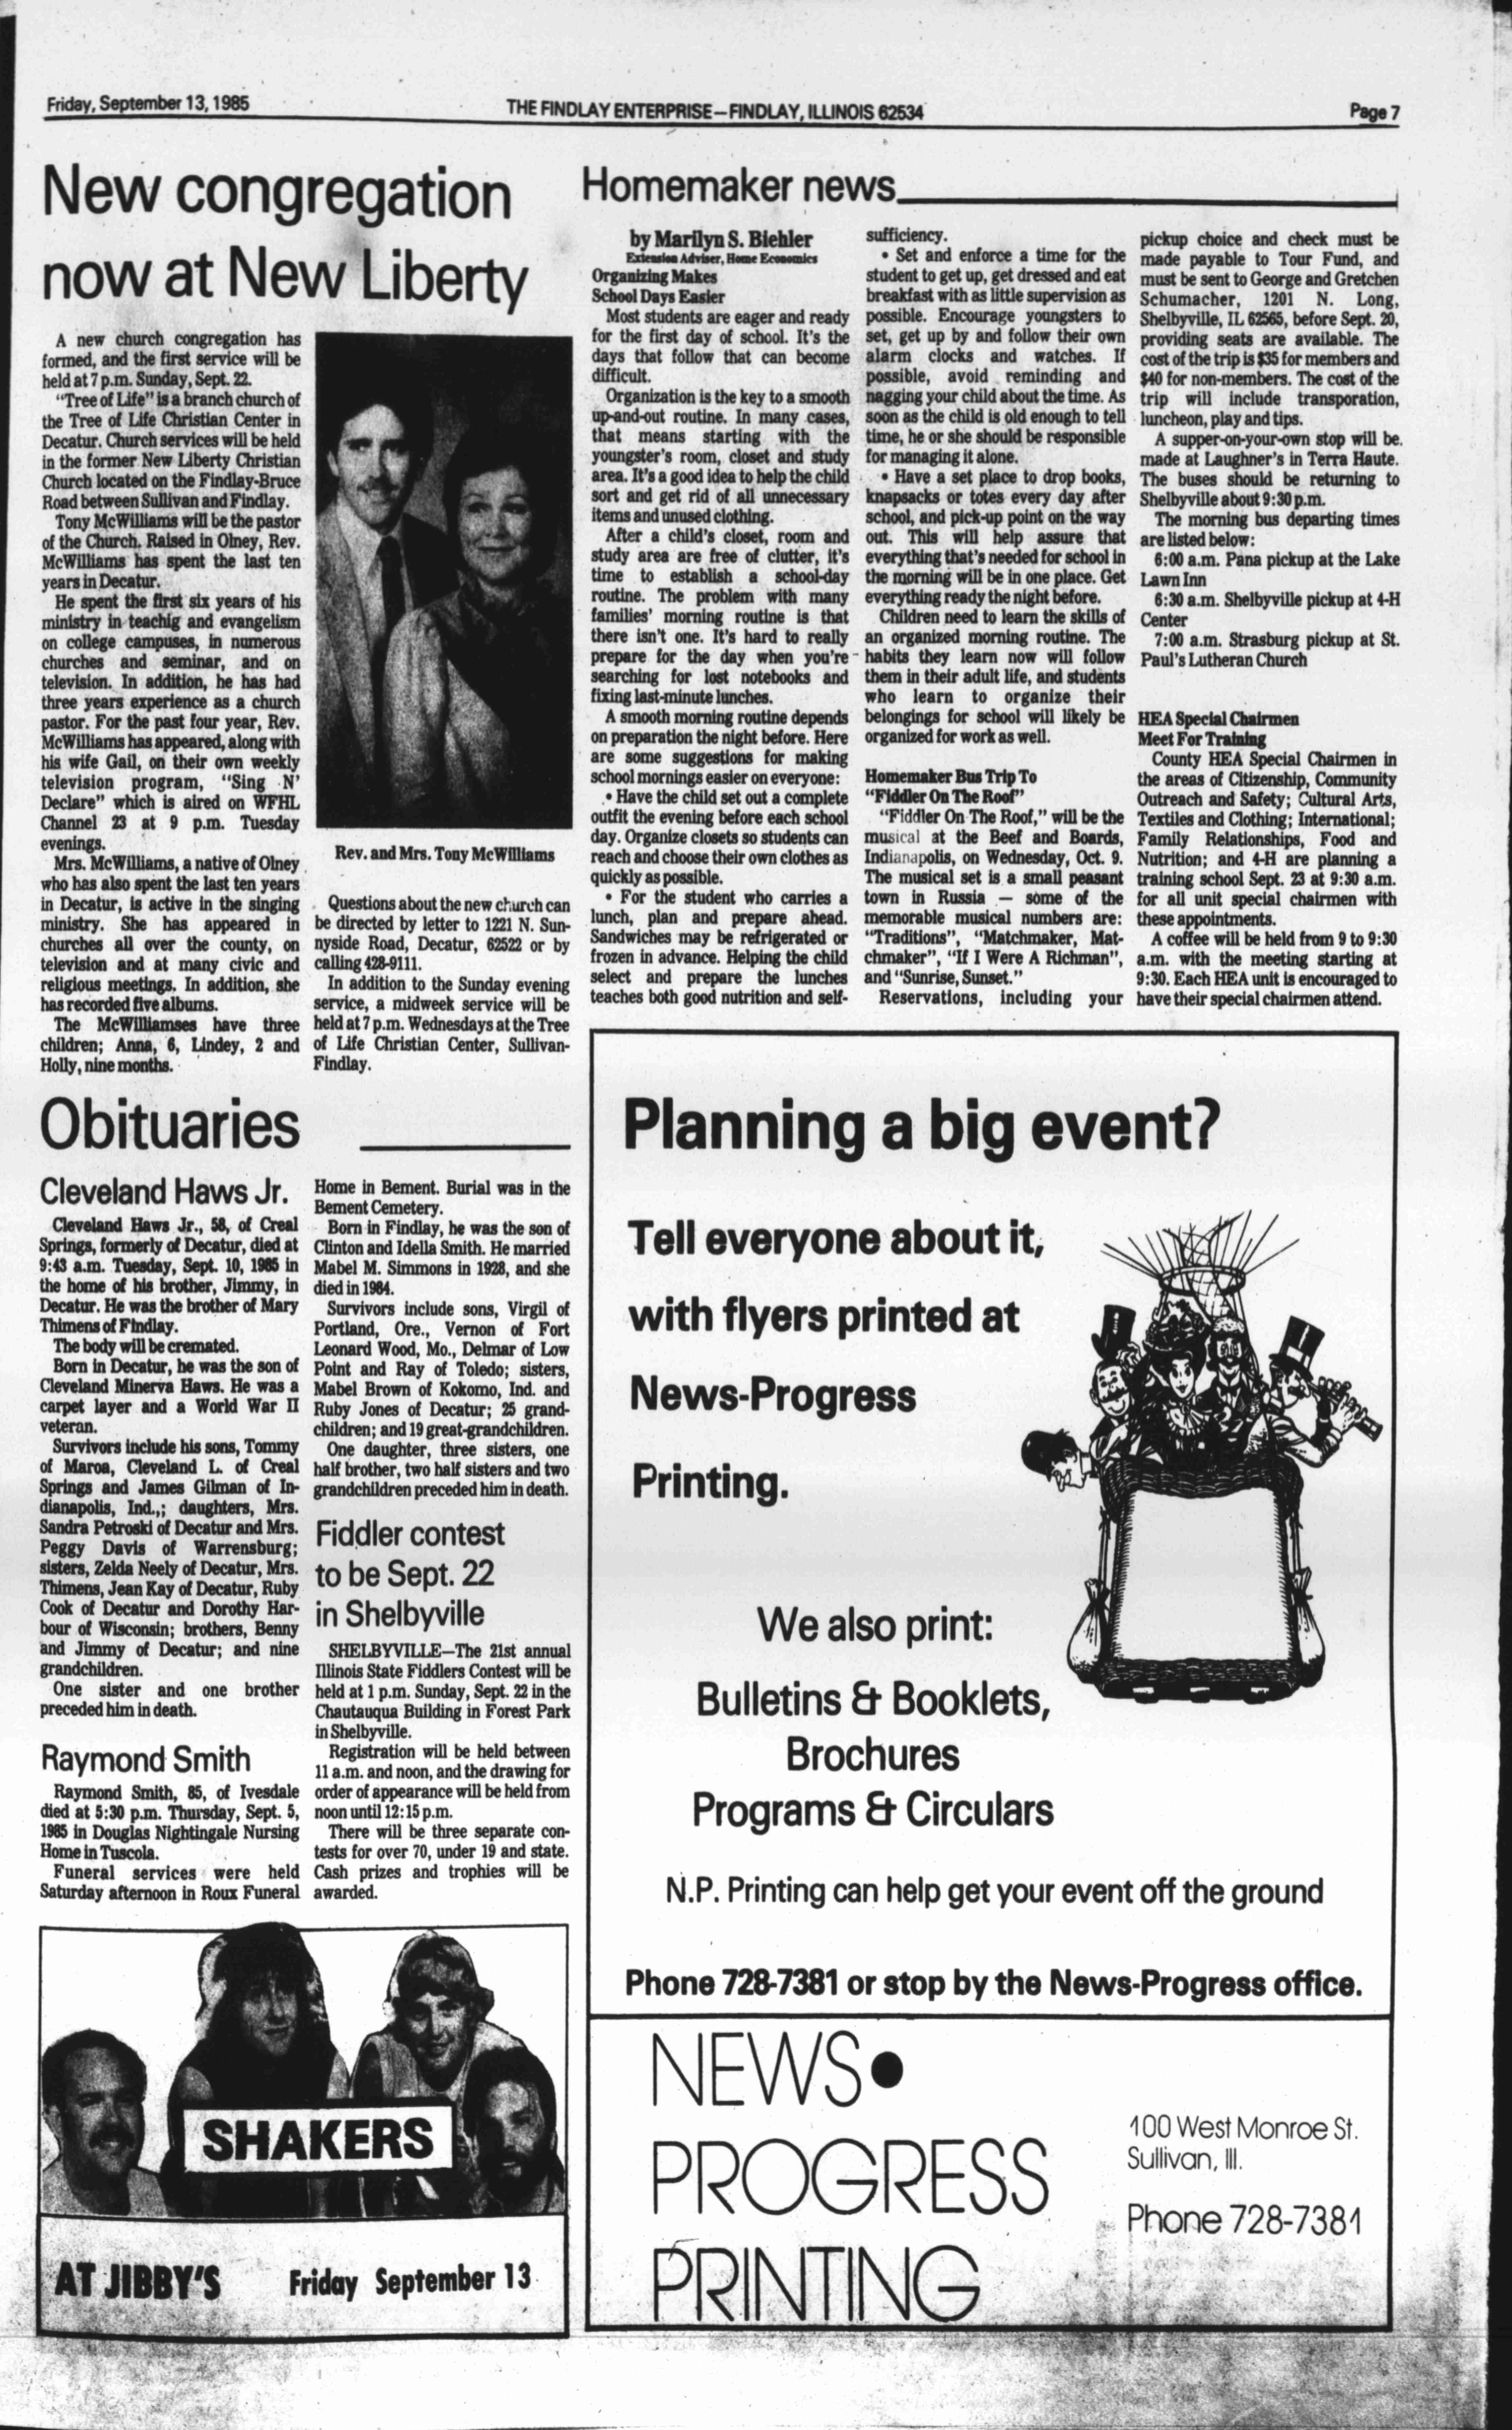 Friday, September 13, 1985
THE FINDLAY ENTERPRISE—FINDLAY, ILLINOIS 62534
Page 7
New congregation
now at New Liberty
A new church congregation has
formed, and the first service will be
held at 7 p.m. Sunday, Sept. 22.
"Tree of Life" is a branch church of
the Tree of Life Christian Center in
Decatur. Church services will be held
in the former New Liberty Christian
Church located on the Findlay-Bruce
Road between Sullivan and Findlay.
Tony McWilliams will be the pastor
of the Church. Raised in Olney, Rev.
McWilliams has spent the last ten
years in Decatur.
He spent the first six years of his
ministry in teachig and evangelism
on college campuses, in numerous
churches and seminar, and on
television. In addition, he has had
three years experience as a church
pastor. For the past four year, Rev.
McWilliams has appeared, along with
his wife Gail, on their own weekly
television program, "Sing N'
Declare" which is aired on WFHL
Channel 23 at 9 p.m. Tuesday
evenings.
Mrs. McWilliams, a native of Olney
who has also spent the last ten years
in Decatur, is active in the singing
ministry. She has appeared in
churches all over the county, on
television and at many civic and
religious meetings. In addition, she
has recorded five albums.
The McWilliamses have three
children; Anna, 6, Lindey, 2 and
Holly, nine months.
Rev. and Mrs. Tony McWilliams
Questions about the new church can
be directed by letter to 1221 N. Sun-
nyside Road, Decatur, 62522 or by
calling 428-9111.
In addition to the Sunday evening
service, a midweek service will be
held at 7 p.m. Wednesdays at the Tree
of Life Christian Center, Sullivan-
Findlay.
Homemaker news
by Marilyn S. Biehler
Extension Adviser, Home Economics
Organizing Makes
School Days Easier
Most students are eager and ready
for the first day of school. It's the
days that follow that can become
difficult.
Organization is the key to a smooth
up-and-out routine. In many cases,
that means starting with the
youngster's room, closet and study
area. It's a good idea to help the child
sort and get rid of all unnecessary
items and unused clothing.
After a child's closet, room and
study area are free of clutter, it's
time to establish a school-day
routine. The problem with many
families' morning routine is that
there isn't one. It's hard to really
prepare for the day when you're
searching for lost notebooks and
fixing last-minute lunches.
A smooth morning routine depends
on preparation the night before. Here
are some suggestions for making
school mornings easier on everyone:
• Have the child set out a complete
outfit the evening before each school
day. Organize closets so students can
reach and choose their own clothes as
quickly as possible.
• For the student who carries a
lunch, plan and prepare ahead.
Sandwiches may be refrigerated or
frozen in advance. Helping the child
select and prepare the lunches
teaches both good nutrition and self-
sufficiency.
• Set and enforce a time for the
student to get up, get dressed and eat
breakfast with as little supervision as
possible. Encourage youngsters to
set, get up by and follow their own
alarm clocks and watches. If
possible, avoid reminding and
nagging your child about the time. As
soon as the child is old enough to tell
time, he or she should be responsible
for managing it alone.
• Have a set place to drop books,
knapsacks or totes every day after
school, and pick-up point on the way
out. This will help assure that
everything that's needed for school in
the morning will be in one place. Get
everything ready the night before.
Children need to learn the skills of
an organized morning routine. The
habits they learn now will follow
them in their adult life, and students
who learn to organize their
belongings for school will likely be
organized for work as well.
Homemaker Bus Trip To
"Fiddler On The Roof"
"Fiddler On The Roof," will be the
musical at the Beef and Boards,
Indianapolis, on Wednesday, Oct. 9.
The musical set is a small peasant
town in Russia — some of the
memorable musical numbers are:
"Traditions", "Matchmaker, Mat-
chmaker", "If I Were A Richman",
and "Sunrise, Sunset."
Reservations, including your
pickup choice and check must be
made payable to Tour Fund, and
must be sent to George and Gretchen
Schumacher, 1201 N. Long,
Shelbyville, IL 62565, before Sept. 20,
providing seats are available. The
cost of the trip is $35 for members and
$40 for non-members. The cost of the
trip will include transporation,
luncheon, play and tips.
A supper-on-your-own stop will be
made at Laughner's in Terra Haute.
The buses should be returning to
Shelbyville about 9:30 p.m.
The morning bus departing times
are listed below:
6:00 a.m. Pana pickup at the Lake
Lawn Inn
6:30 a.m. Shelbyville pickup at 4-H
Center
7:00 a.m. Strasburg pickup at St.
Paul's Lutheran Church
HEA Special Chairmen
Meet For Training
County HEA Special Chairmen in
the areas of Citizenship, Community
Outreach and Safety; Cultural Arts,
Textiles and Clothing; International;
Family Relationships, Food and
Nutrition; and 4-H are planning a
training school Sept. 23 at 9:30 a.m.
for all unit special chairmen with
these appointments.
A coffee will be held from 9 to 9:30
a.m. with the meeting starting at
9:30. Each HEA unit is encouraged to
have their special chairmen attend.
Obituaries
Cleveland Haws Jr.
Cleveland Haws Jr., 58, of Creal
Springs, formerly of Decatur, died at
9:43 a.m. Tuesday, Sept. 10, 1985 in
the home of his brother, Jimmy, in
Decatur. He was the brother of Mary
Thimens of Findlay.
The body will be cremated.
Born in Decatur, he was the son of
Cleveland Minerva Haws. He was a
carpet layer and a World War II
veteran.
Survivors include his sons, Tommy
of Maroa, Cleveland L. of Creal
Springs and James Gilman of In-
dianapolis, Ind.,; daughters, Mrs.
Sandra Petroski of Decatur and Mrs.
Peggy Davis of Warrensburg;
sisters, Zelda Neely of Decatur, Mrs.
Thimens, Jean Kay of Decatur, Ruby
Cook of Decatur and Dorothy Har-
bour of Wisconsin; brothers, Benny
and Jimmy of Decatur; and nine
grandchildren.
One sister and one brother
preceded him in death.
Raymond Smith
Raymond Smith, 85, of Ivesdale
died at 5:30 p.m. Thursday, Sept. 5,
1985 in Douglas Nightingale Nursing
Home in Tuscola.
Funeral services were held
Saturday afternoon in Roux Funeral
Home in Bement. Burial was in the
Bement Cemetery.
Born in Findlay, he was the son of
Clinton and Idella Smith. He married
Mabel M. Simmons in 1928, and she
died in 1984.
Survivors include sons, Virgil of
Portland, Ore., Vernon of Fort
Leonard Wood, Mo., Delmar of Low
Point and Ray of Toledo; sisters,
Mabel Brown of Kokomo, Ind. and
Ruby Jones of Decatur; 25 grand-
children; and 19 great-grandchildren.
One daughter, three sisters, one
half brother, two half sisters and two
grandchildren preceded him in death.
Fiddler contest
to be Sept. 22
in Shelbyville
SHELBYVILLE—The 21st annual
Illinois State Fiddlers Contest will be
held at 1 p.m. Sunday, Sept. 22 in the
Chautauqua Building in Forest Park
in Shelbyville.
Registration will be held between
11 a.m. and noon, and the drawing for
order of appearance will be held from
noon until 12:15 p.m.
There will be three separate con-
tests for over 70, under 19 and state.
Cash prizes and trophies will be
awarded.
SHAKERS
AT JIBBY'S Friday September 13
Planning a big event?
Tell everyone about it,
with flyers printed at
News-Progress
Printing.
We also print:
Bulletins & Booklets,
Brochures
Programs & Circulars
N.P. Printing can help get your event off the ground
Phone 728-7381 or stop by the News-Progress office.
NEWS•
PROGRESS
PRINTING
100 West Monroe St.
Sullivan, Ill.
Phone 728-7381